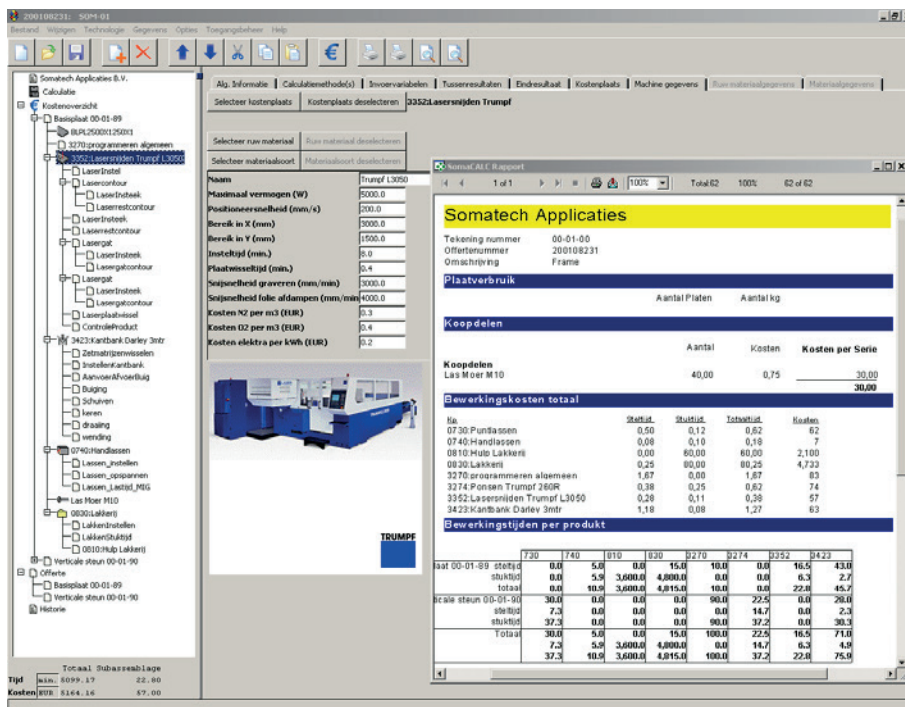 200108231: SOM-01
Bestand Wijzigen Technologie Gegevens Opties Toegangsbeheer Help
Somatech Applicaties B.V.
Calculatie
Kostenoverzicht
Basisplaat 00-01-89
BLPL2500X1250X1
3270:programmeren algemeen
3352:Lasersnijden Trumpf L3050
LaserInstel
Lasercontour
LaserInsteek
Laserrestcontour
LaserInsteek
Laserrestcontour
Lasergat
LaserInsteek
Lasergatcontour
Lasergat
LaserInsteek
Lasergatcontour
Laserplaatwissel
ControleProduct
3423:Kantbank Darley 3mtr
Zetmatrijzenwisselen
InstellenKantbank
AanvoerAfvoerBuig
Buiging
Schuiven
keren
draaiing
wending
0740:Handlassen
Lassen_instellen
Lassen_opspannen
Lassen_Lastijd_MIG
Las Moer M10
0830:Lakkerij
LakkenInstellen
LakkenStuktijd
0810:Hulp Lakkerij
Verticale steun 00-01-90
Offerte
Basisplaat 00-01-89
Verticale steun 00-01-90
Historie
Totaal Subassemblage
Tijd min. 5099.17 22.80
Kosten EUR 5164.16 57.00
Alg. Informatie Calculatiemethode(s) Invoervariabelen Tussenresultaten Eindresultaat Kostenplaats Machine gegevens Ruw materiaalgegevens Materiaalgegevens
Selecteer kostenplaats Kostenplaats deselecteren 3352:Lasersnijden Trumpf
Selecteer ruw materiaal Ruw materiaal deselecteren
Selecteer materiaalsoort Materiaalsoort deselecteren
Naam Trumpf L3050
Maximaal vermogen (W) 5000.0
Positioneersnelheid (mm/s) 200.0
Bereik in X (mm) 3000.0
Bereik in Y (mm) 1500.0
Insteltijd (min.) 8.0
Plaatwisseltijd (min.) 0.4
Snijsnelheid graveren (mm/min) 3000.0
Snijsnelheid folie afdampen (mm/min 4000.0
Kosten N2 per m3 (EUR) 0.3
Kosten O2 per m3 (EUR) 0.4
Kosten elektra per kWh (EUR) 0.2
TRUMPF
SomaCALC Rapport
1 of 1 100% Total:62 100% 62 of 62
Somatech Applicaties
Tekening nummer 00-01-00
Offertenummer 200108231
Omschrijving Frame
Plaatverbruik
Aantal Platen Aantal kg
Koopdelen
Aantal Kosten Kosten per Serie
Koopdelen
Las Moer M10 40,00 0,75 30,00
30,00
Bewerkingskosten totaal
Kp. Steltijd Stuktijd Totaaltijd Kosten
0730:Puntlassen 0,50 0,12 0,62 62
0740:Handlassen 0,08 0,10 0,18 7
0810:Hulp Lakkerij 0,00 60,00 60,00 2,100
0830:Lakkerij 0,25 80,00 80,25 4,733
3270:programmeren algemeen 1,67 0,00 1,67 83
3274:Ponsen Trumpf 260R 0,38 0,25 0,62 74
3352:Lasersnijden Trumpf L3050 0,28 0,11 0,38 57
3423:Kantbank Darley 3mtr 1,18 0,08 1,27 63
Bewerkingstijden per produkt
730 740 810 830 3270 3274 3352 3423
laat 00-01-89 steltijd 0.0 5.0 0.0 15.0 10.0 0.0 16.5 43.0
stuktijd 0.0 5.9 3,600.0 4,800.0 0.0 0.0 6.3 2.7
totaal 0.0 10.9 3,600.0 4,815.0 10.0 0.0 22.8 45.7
ticale steun 00-01-90 30.0 0.0 0.0 0.0 90.0 22.5 0.0 28.0
steltijd 7.3 0.0 0.0 0.0 0.0 14.7 0.0 2.3
stuktijd 37.3 0.0 0.0 0.0 90.0 37.2 0.0 30.3
Totaal 30.0 5.0 0.0 15.0 100.0 22.5 16.5 71.0
7.3 5.9 3,600.0 4,800.0 0.0 14.7 6.3 4.9
37.3 10.9 3,600.0 4,815.0 100.0 37.2 22.8 75.9